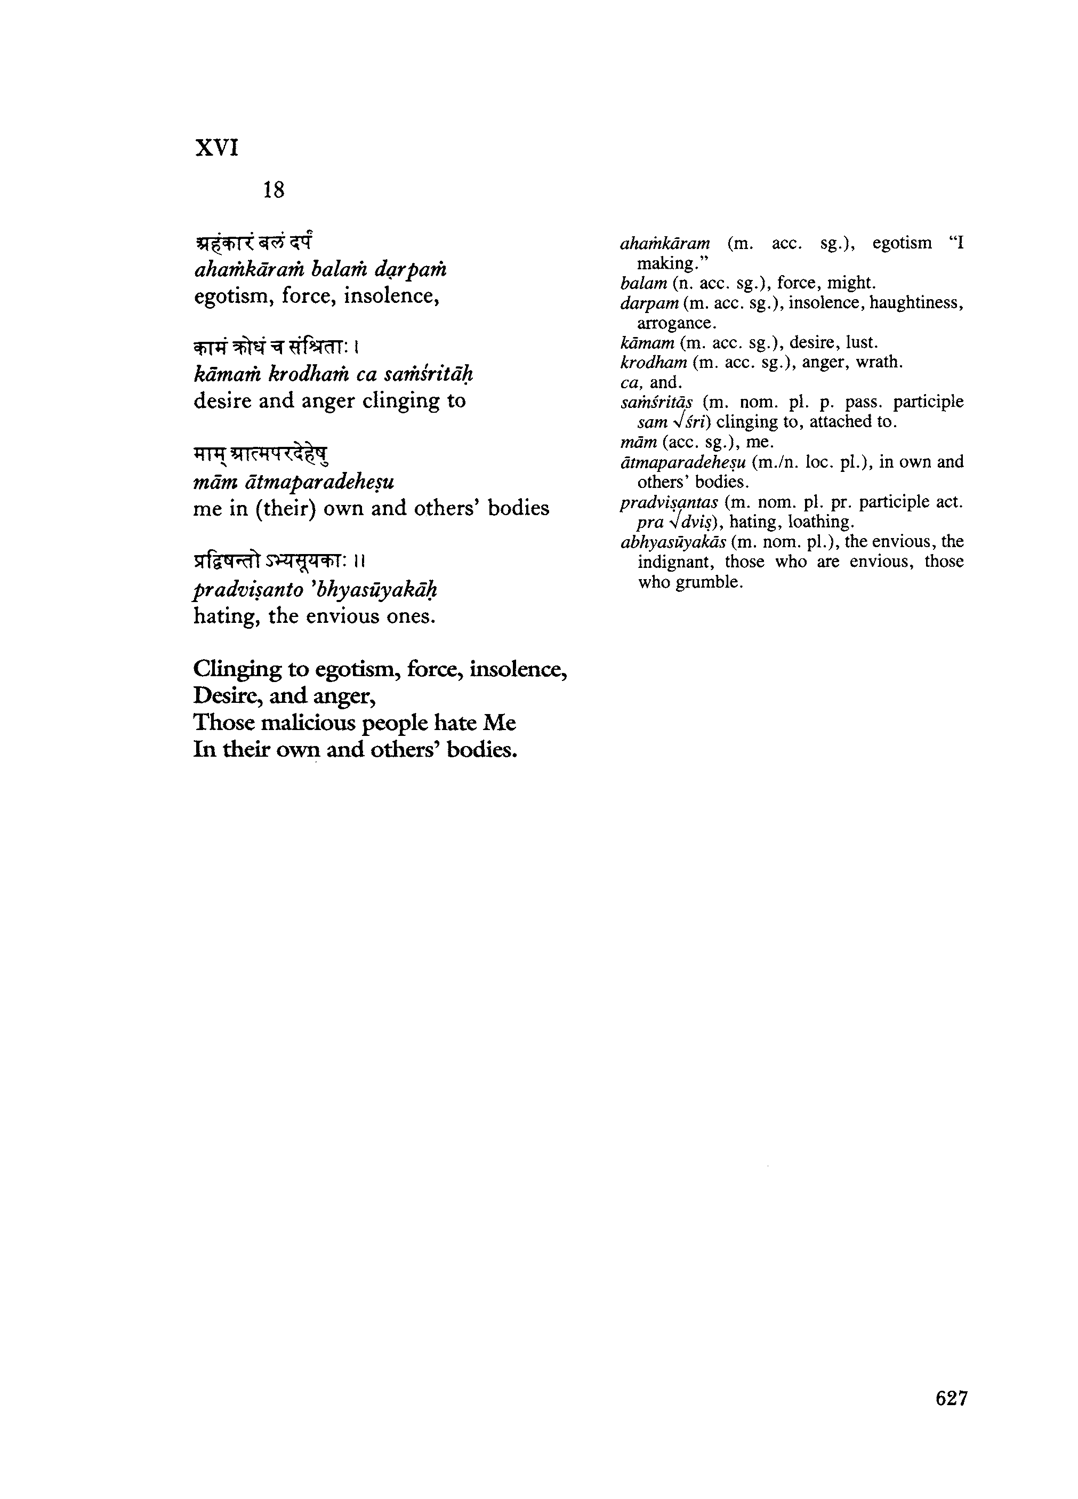 XVI
18
अहंकारं बलं दर्पं
ahaṁkāraṁ balaṁ dạrpaṁ
egotism, force, insolence,
कामं क्रोधं च संश्रिताः ।
kāmaṁ krodhaṁ ca saṁśritāḥ
desire and anger clinging to
माम् आत्मपरदेहेषु
mām ātmaparadeheṣu
me in (their) own and others' bodies
प्रद्विषन्तो ऽभ्यसूयकाः ॥
pradviṣanto 'bhyasūyakāḥ
hating, the envious ones.
Clinging to egotism, force, insolence,
Desire, and anger,
Those malicious people hate Me
In their own and others' bodies.
ahaṁkāram (m. acc. sg.), egotism "I
making."
balam (n. acc. sg.), force, might.
darpam (m. acc. sg.), insolence, haughtiness,
arrogance.
kāmam (m. acc. sg.), desire, lust.
krodham (m. acc. sg.), anger, wrath.
ca, and.
saṁśritāṣ (m. nom. pl. p. pass. participle
sam √śri) clinging to, attached to.
mām (acc. sg.), me.
ātmaparadeheṣu (m./n. loc. pl.), in own and
others' bodies.
pradviṣantas (m. nom. pl. pr. participle act.
pra √dviṣ), hating, loathing.
abhyasūyakās (m. nom. pl.), the envious, the
indignant, those who are envious, those
who grumble.
627